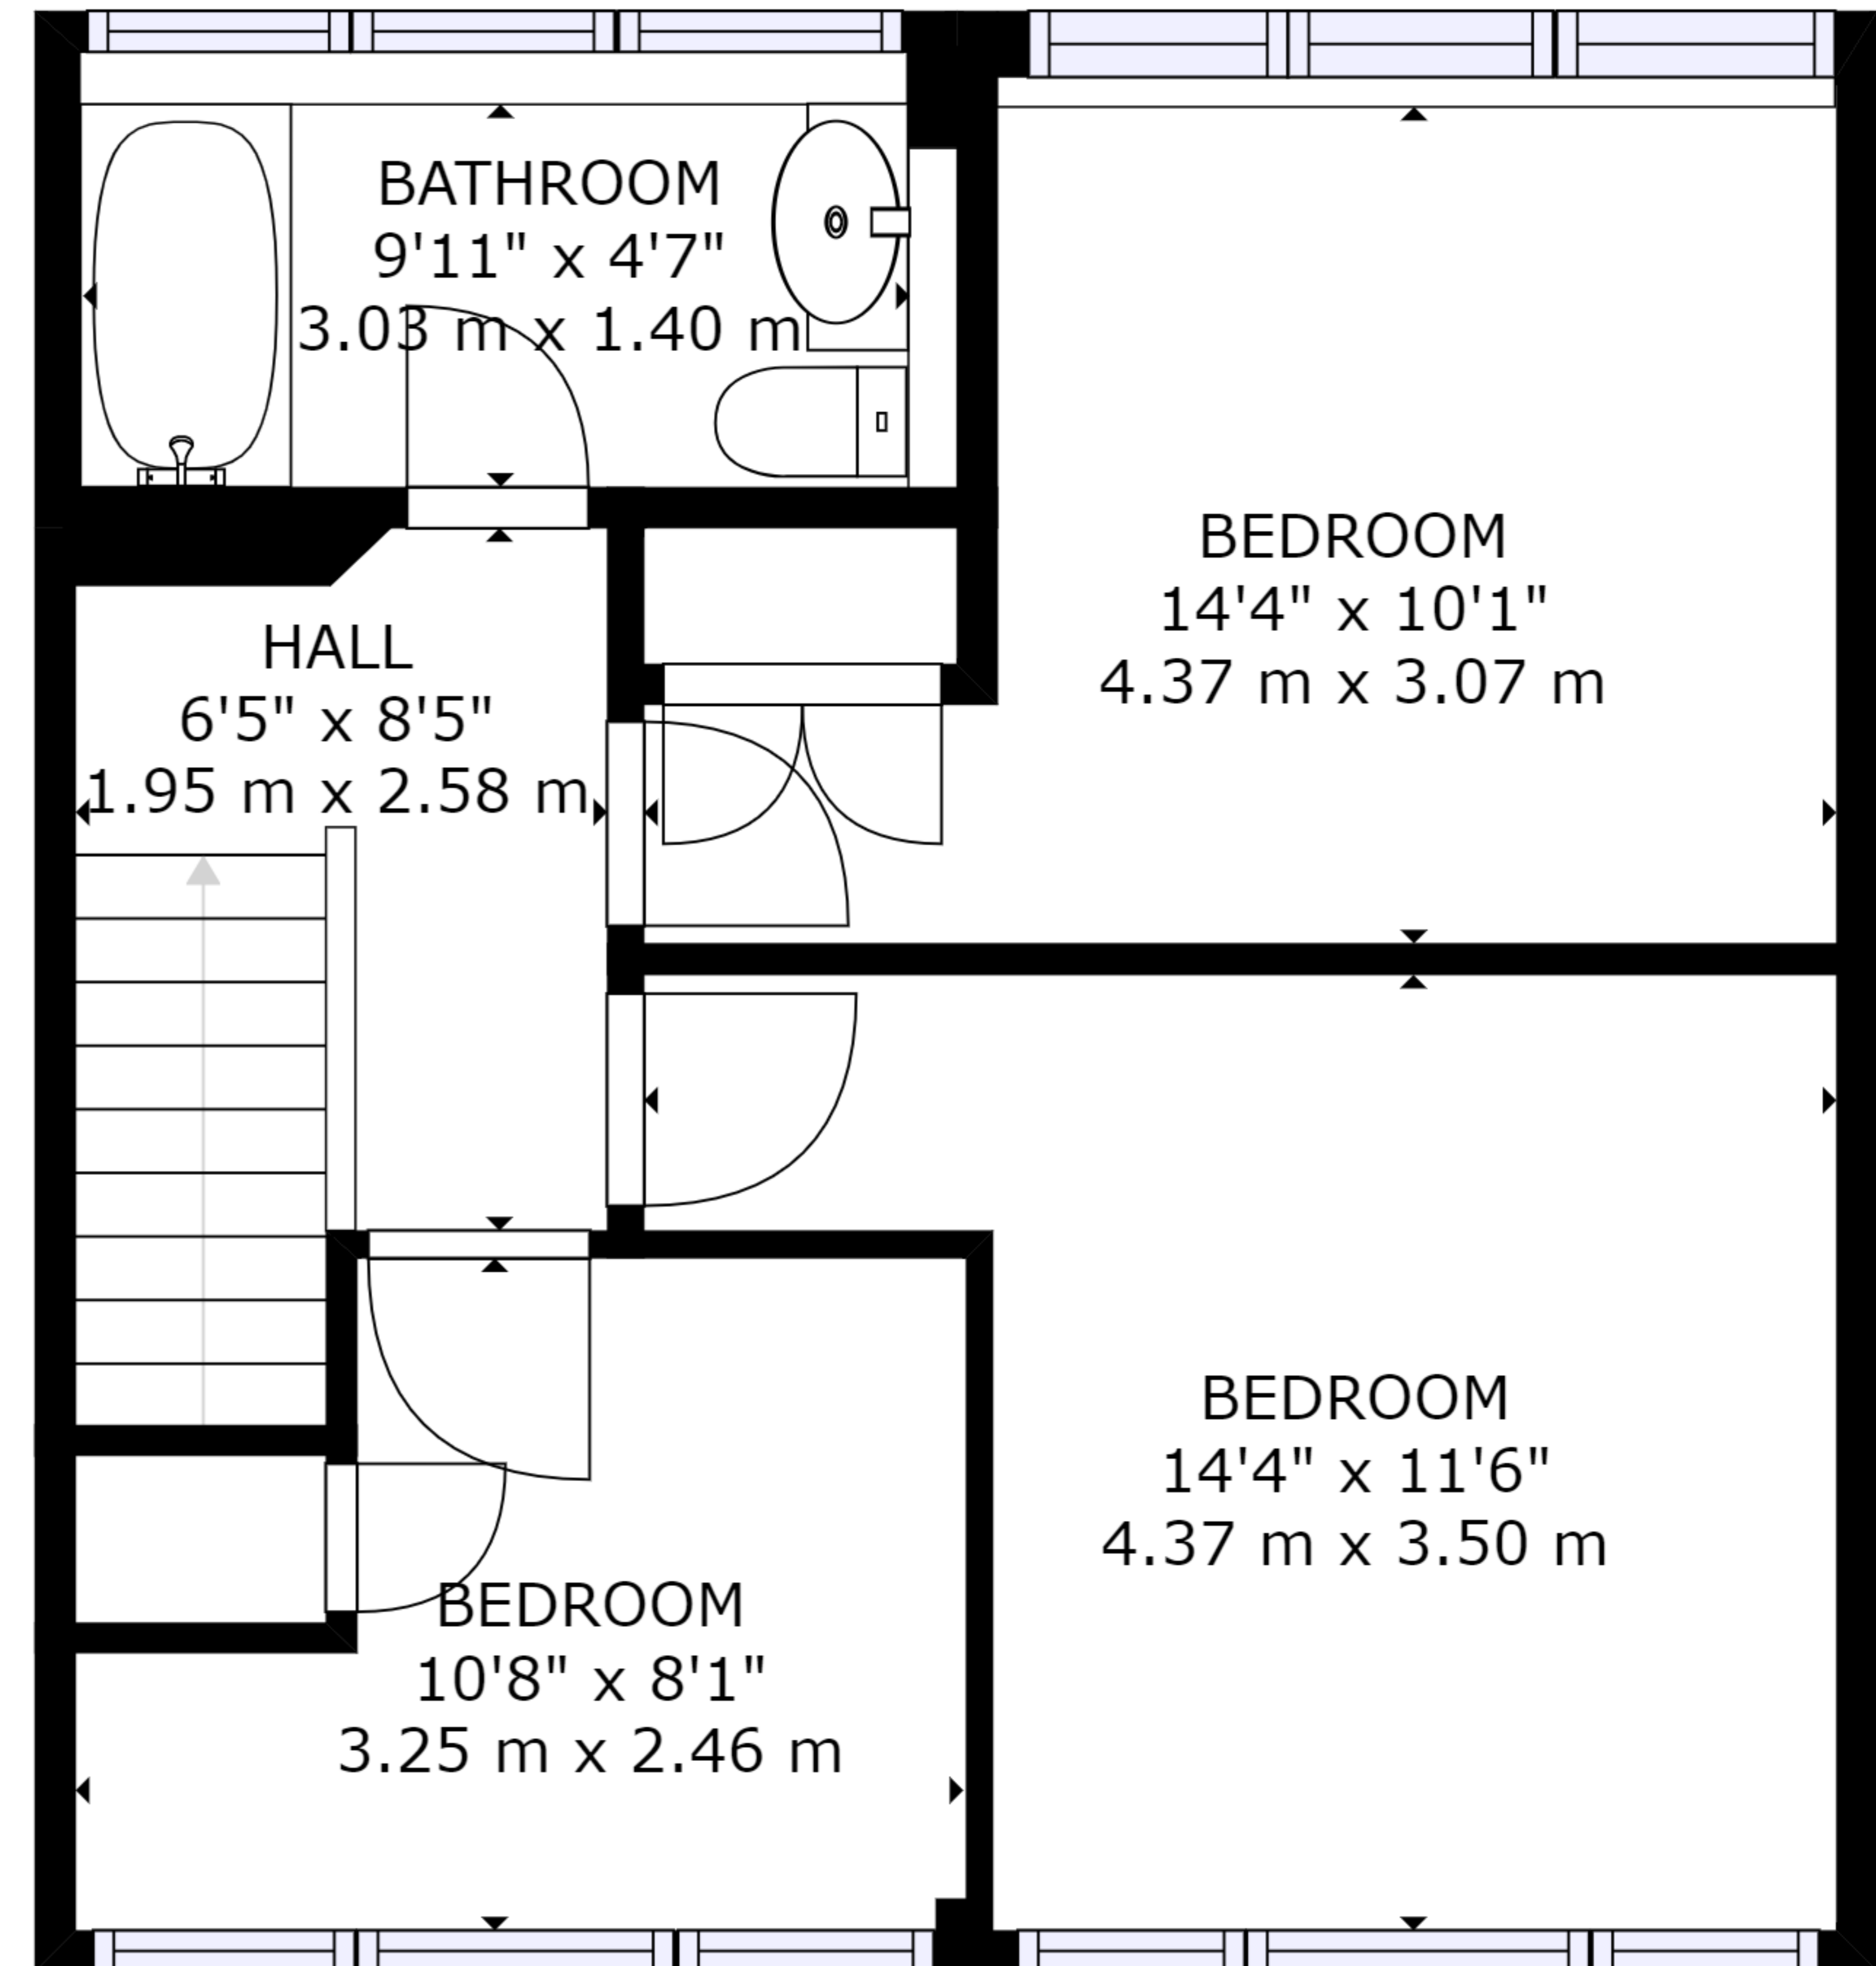 BATHROOM
9'11" x 4'7"
3.03 m x 1.40 m
BEDROOM
14'4" x 10'1"
4.37 m x 3.07 m
HALL
6'5" x 8'5"
1.95 m x 2.58 m
BEDROOM
14'4" x 11'6"
4.37 m x 3.50 m
BEDROOM
10'8" x 8'1"
3.25 m x 2.46 m